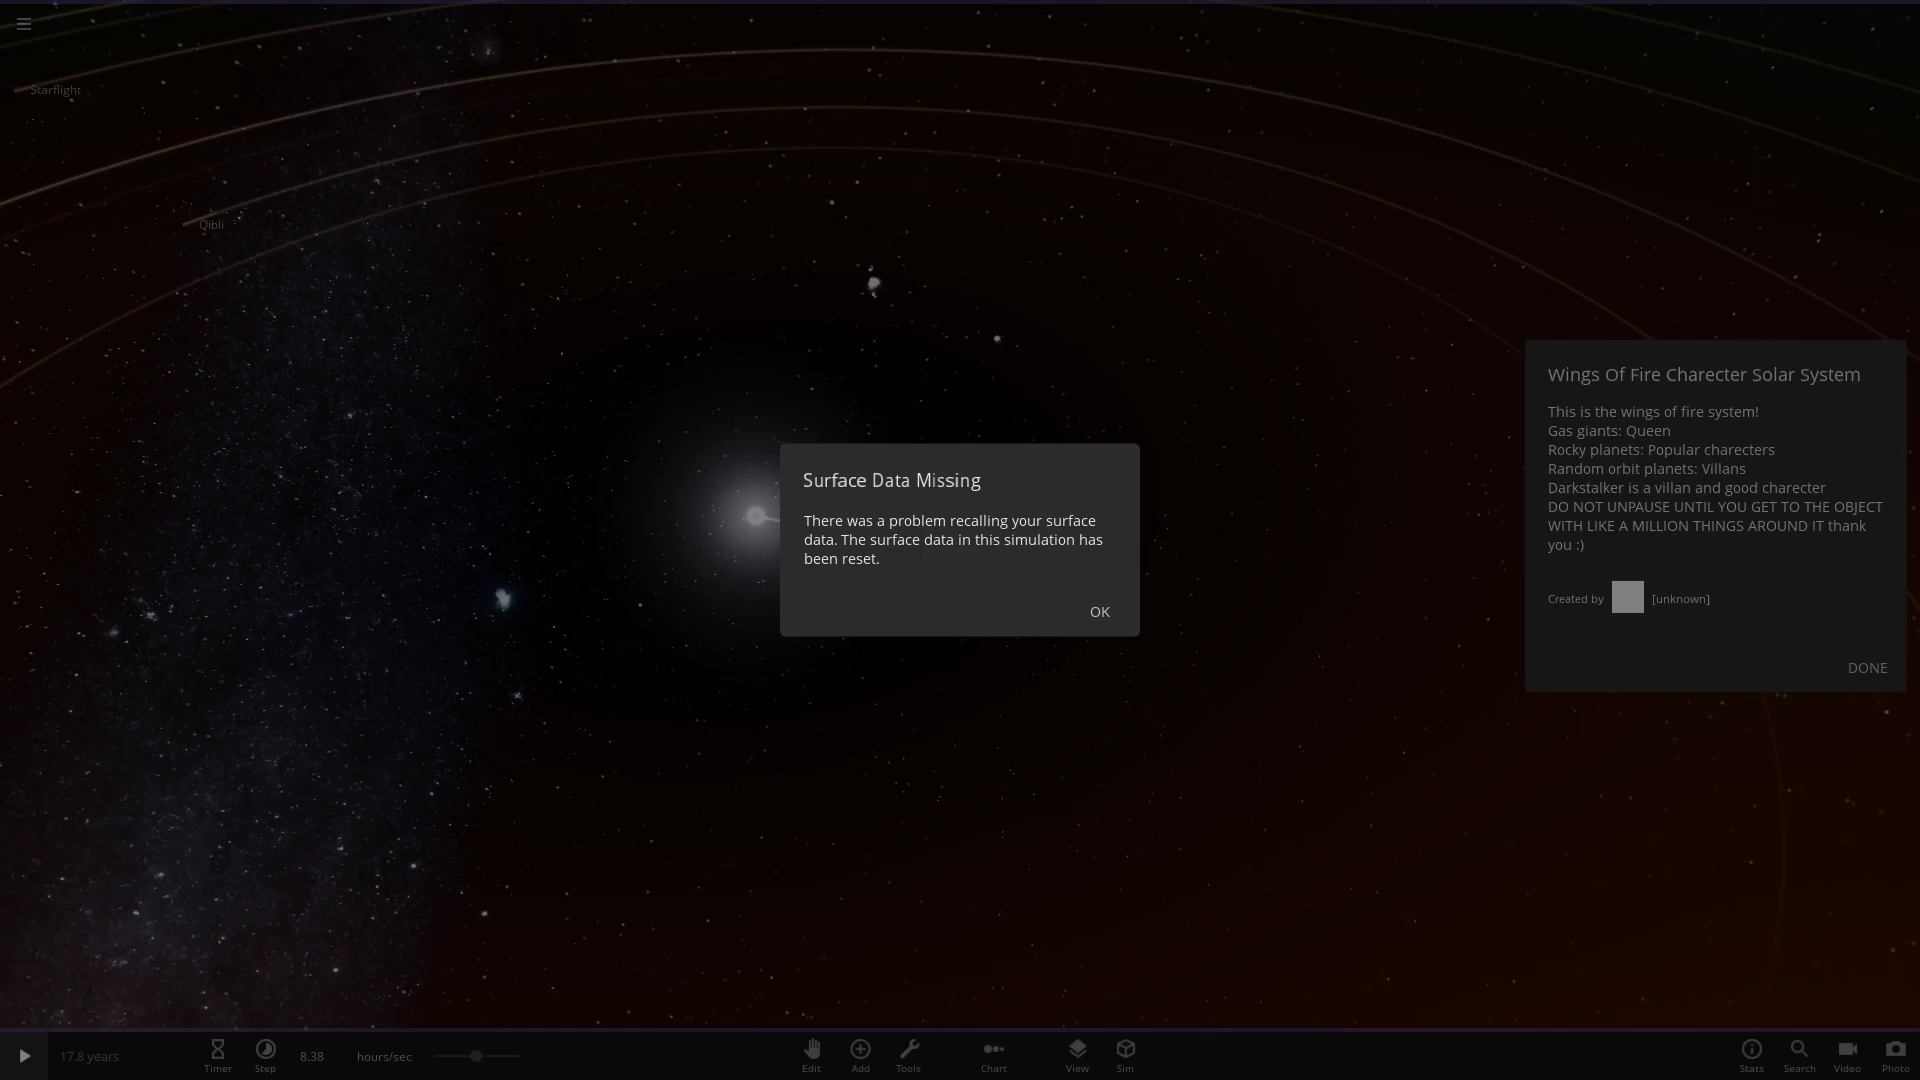 Starflight
Qibli
Surface Data Missing
There was a problem recalling your surface
data. The surface data in this simulation has
been reset.
OK
Wings Of Fire Charecter Solar System
This is the wings of fire system!
Gas giants: Queen
Rocky planets: Popular charecters
Random orbit planets: Villans
Darkstalker is a villan and good charecter
DO NOT UNPAUSE UNTIL YOU GET TO THE OBJECT
WITH LIKE A MILLION THINGS AROUND IT thank
you :)
Created by [unknown]
DONE
17.8 years
Timer
Step
8.38 hours/sec
Edit
Add
Tools
Chart
View
Sim
Stats
Search
Video
Photo